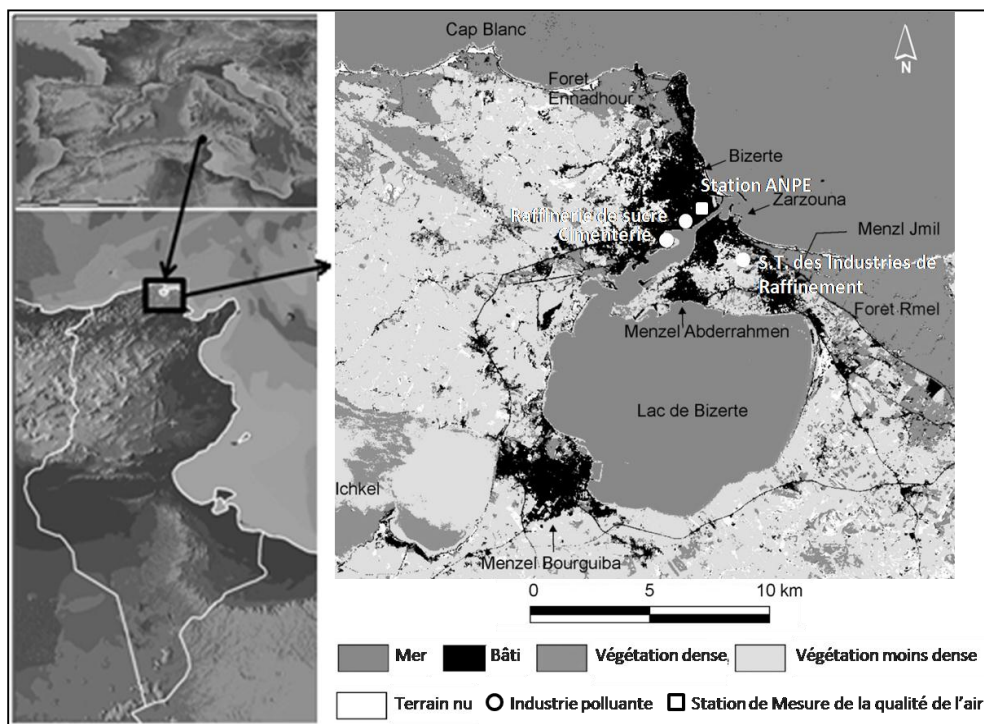 Cap Blanc
N
Foret
Ennadhour
Bizerte
Station ANPE
Zarzouna
Raffinerie de sucre
Cimenterie
Menzl Jmil
S.T. des Industries de
Raffinement
Foret Rmel
Menzel Abderrahmen
Lac de Bizerte
Ichkel
Menzel Bourguiba
0 5 10 km
Mer Bâti Végétation dense, Végétation moins dense
Terrain nu Industrie polluante Station de Mesure de la qualité de l'air